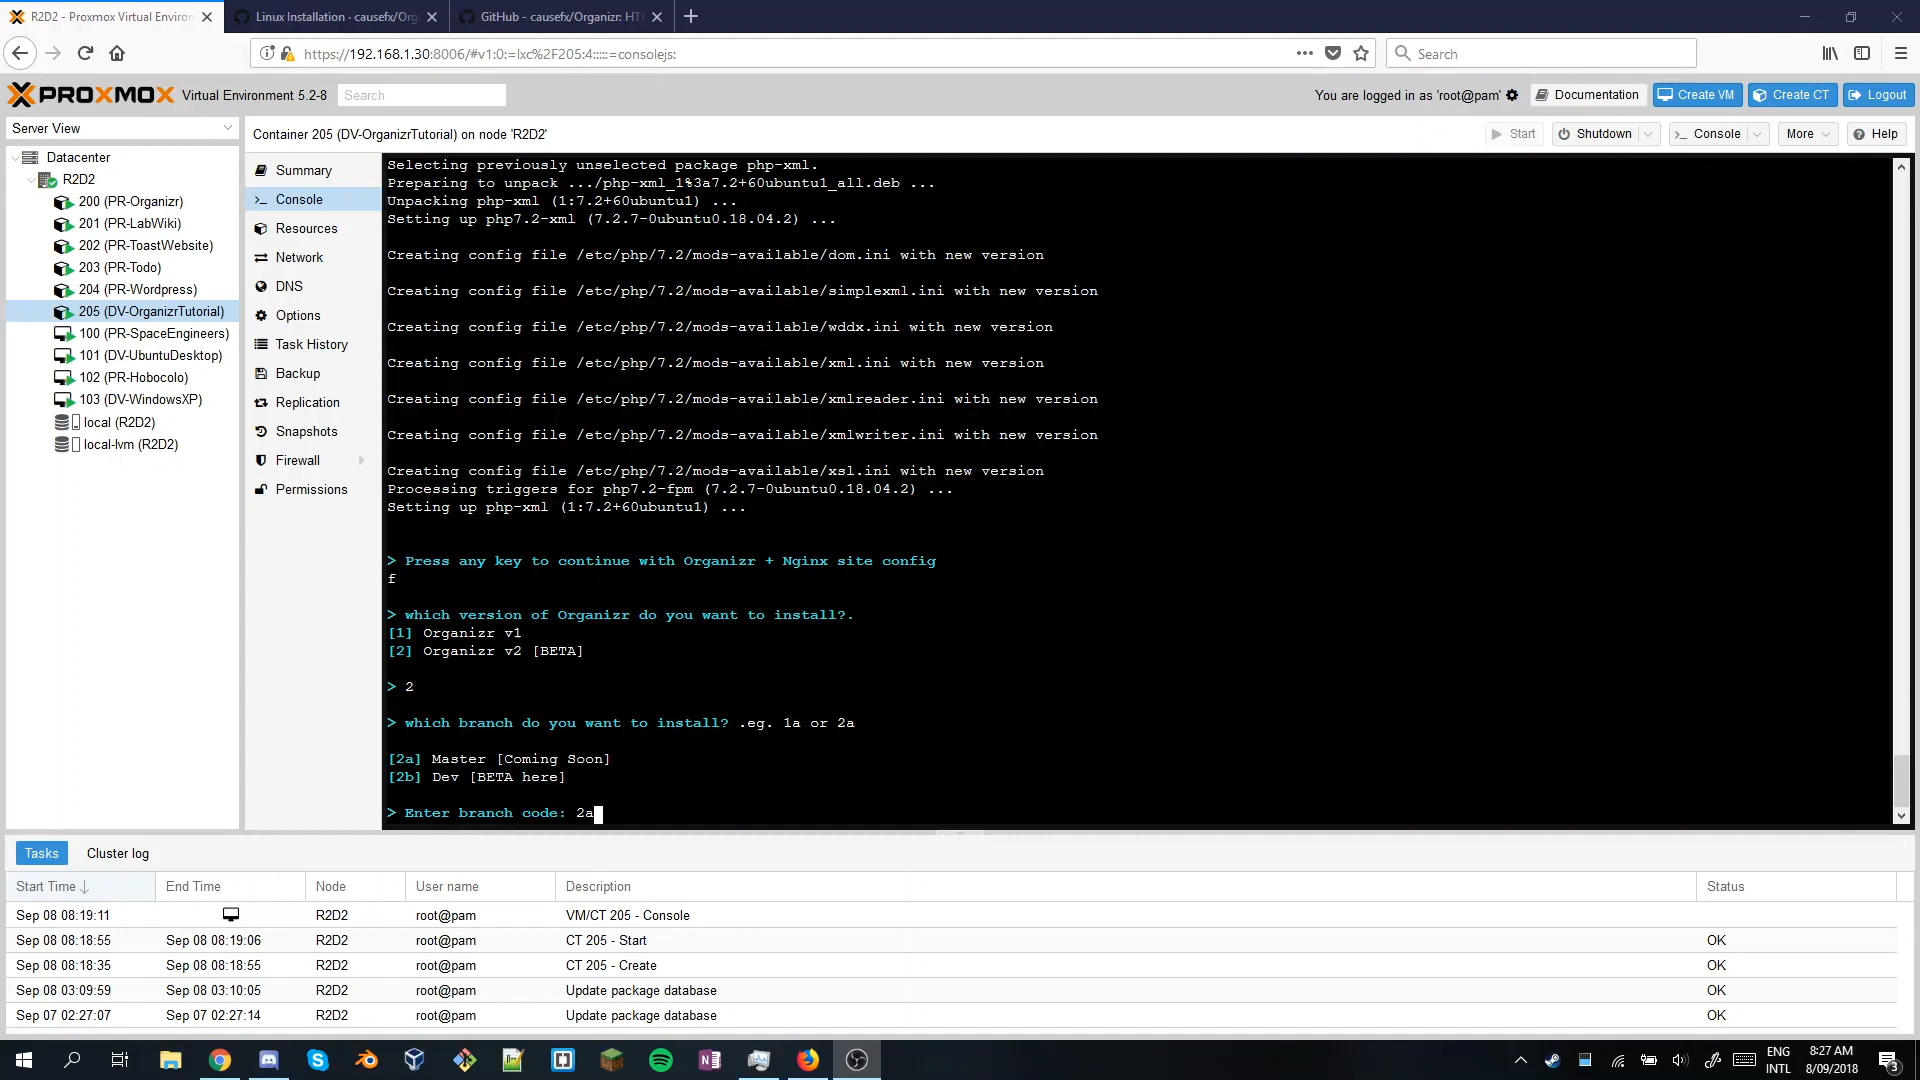 R2D2 - Proxmox Virtual Environ
Linux Installation · causefx/Org
GitHub - causefx/Organizr: HT
https://192.168.1.30:8006/#v1:0:=lxc%2F205:4:::::=consolejs:
Search
PROXMOX Virtual Environment 5.2-8
Search
You are logged in as 'root@pam'
Documentation
Create VM
Create CT
Logout
Server View
Container 205 (DV-OrganizrTutorial) on node 'R2D2'
Start
Shutdown
Console
More
Help
Datacenter
R2D2
200 (PR-Organizr)
201 (PR-LabWiki)
202 (PR-ToastWebsite)
203 (PR-Todo)
204 (PR-Wordpress)
205 (DV-OrganizrTutorial)
100 (PR-SpaceEngineers)
101 (DV-UbuntuDesktop)
102 (PR-Hobocolo)
103 (DV-WindowsXP)
local (R2D2)
local-lvm (R2D2)
Summary
Console
Resources
Network
DNS
Options
Task History
Backup
Replication
Snapshots
Firewall
Permissions
Selecting previously unselected package php-xml.
Preparing to unpack .../php-xml_1%3a7.2+60ubuntu1_all.deb ...
Unpacking php-xml (1:7.2+60ubuntu1) ...
Setting up php7.2-xml (7.2.7-0ubuntu0.18.04.2) ...
Creating config file /etc/php/7.2/mods-available/dom.ini with new version
Creating config file /etc/php/7.2/mods-available/simplexml.ini with new version
Creating config file /etc/php/7.2/mods-available/wddx.ini with new version
Creating config file /etc/php/7.2/mods-available/xml.ini with new version
Creating config file /etc/php/7.2/mods-available/xmlreader.ini with new version
Creating config file /etc/php/7.2/mods-available/xmlwriter.ini with new version
Creating config file /etc/php/7.2/mods-available/xsl.ini with new version
Processing triggers for php7.2-fpm (7.2.7-0ubuntu0.18.04.2) ...
Setting up php-xml (1:7.2+60ubuntu1) ...
> Press any key to continue with Organizr + Nginx site config
f
> which version of Organizr do you want to install?.
[1] Organizr v1
[2] Organizr v2 [BETA]
> 2
> which branch do you want to install? .eg. 1a or 2a
[2a] Master [Coming Soon]
[2b] Dev [BETA here]
> Enter branch code: 2a
Tasks
Cluster log
Start Time End Time Node User name Description Status
Sep 08 08:19:11 R2D2 root@pam VM/CT 205 - Console
Sep 08 08:18:55 Sep 08 08:19:06 R2D2 root@pam CT 205 - Start OK
Sep 08 08:18:35 Sep 08 08:18:55 R2D2 root@pam CT 205 - Create OK
Sep 08 03:09:59 Sep 08 03:10:05 R2D2 root@pam Update package database OK
Sep 07 02:27:07 Sep 07 02:27:14 R2D2 root@pam Update package database OK
ENG
INTL
8:27 AM
8/09/2018
3